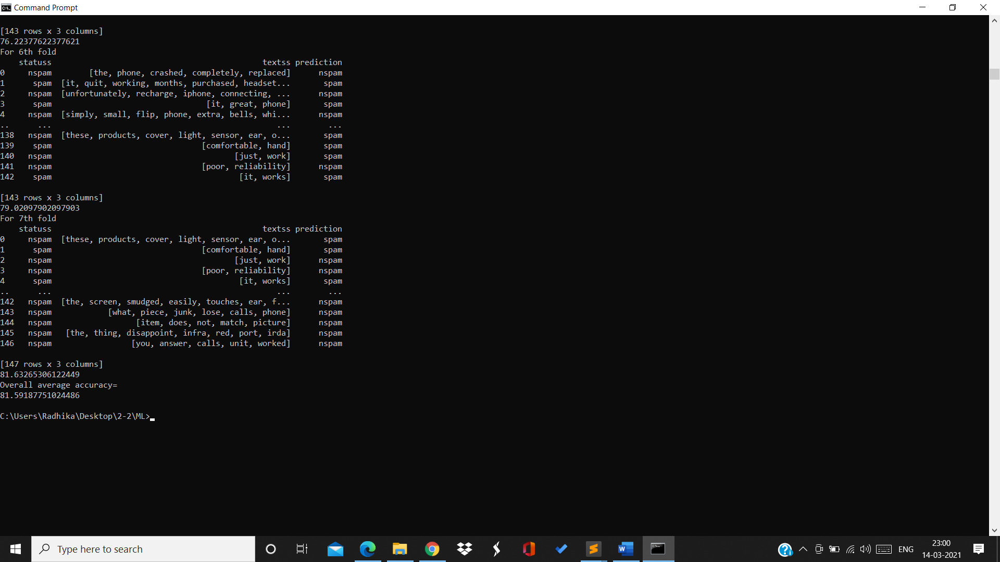 Command Prompt
[143 rows x 3 columns]
76.22377622377621
For 6th fold
statuss textss prediction
0 nspam [the, phone, crashed, completely, replaced] nspam
1 spam [it, quit, working, months, purchased, headset... spam
2 nspam [unfortunately, recharge, iphone, connecting, ... nspam
3 spam [it, great, phone] spam
4 nspam [simply, small, flip, phone, extra, bells, whi... nspam
.. ... ... ...
138 nspam [these, products, cover, light, sensor, ear, o... spam
139 spam [comfortable, hand] spam
140 nspam [just, work] spam
141 nspam [poor, reliability] nspam
142 spam [it, works] spam
[143 rows x 3 columns]
79.02097902097903
For 7th fold
statuss textss prediction
0 nspam [these, products, cover, light, sensor, ear, o... spam
1 spam [comfortable, hand] spam
2 nspam [just, work] nspam
3 nspam [poor, reliability] nspam
4 spam [it, works] spam
.. ... ... ...
142 nspam [the, screen, smudged, easily, touches, ear, f... nspam
143 nspam [what, piece, junk, lose, calls, phone] nspam
144 nspam [item, does, not, match, picture] nspam
145 nspam [the, thing, disappoint, infra, red, port, irda] nspam
146 nspam [you, answer, calls, unit, worked] nspam
[147 rows x 3 columns]
81.63265306122449
Overall average accuracy=
81.59187751024486
C:\Users\Radhika\Desktop\2-2\ML>
Type here to search
ENG
23:00
14-03-2021